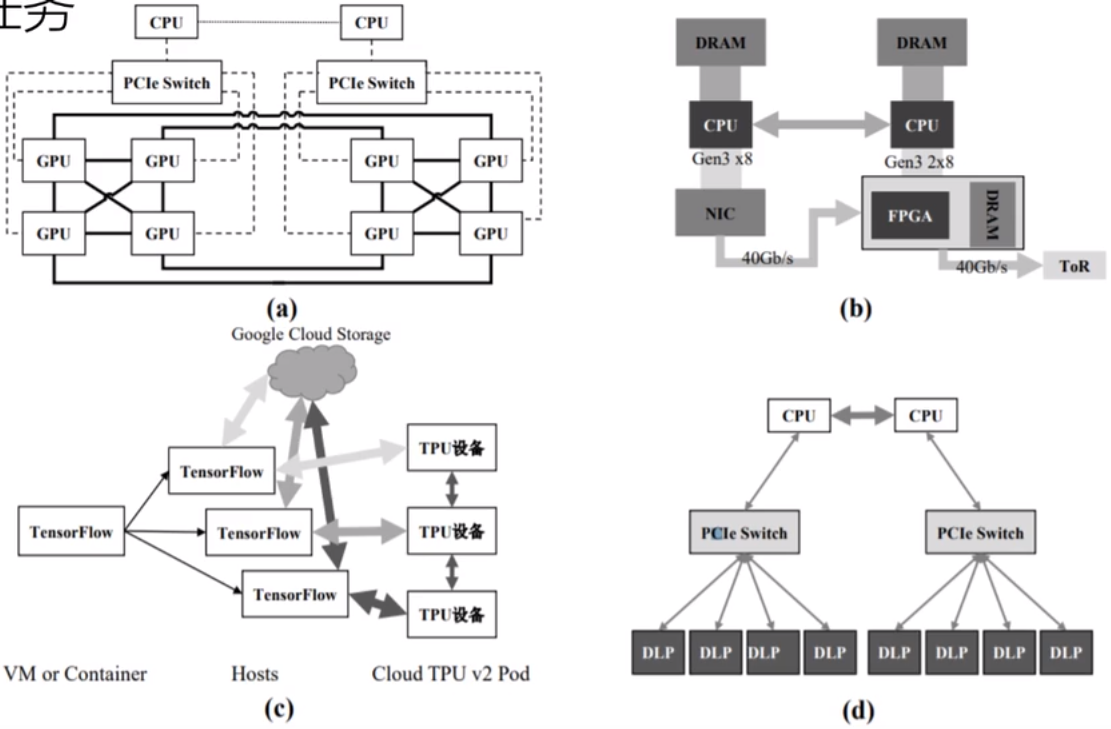 任务
CPU
CPU
PCIe Switch
PCIe Switch
GPU
GPU
GPU
GPU
GPU
GPU
GPU
GPU
(a)
DRAM
DRAM
CPU
CPU
Gen3 x8
Gen3 2x8
NIC
FPGA
DRAM
40Gb/s
40Gb/s
ToR
(b)
Google Cloud Storage
TPU设备
TensorFlow
TensorFlow
TensorFlow
TPU设备
TensorFlow
TPU设备
VM or Container
Hosts
Cloud TPU v2 Pod
(c)
CPU
CPU
PCIe Switch
PCIe Switch
DLP
DLP
DLP
DLP
DLP
DLP
DLP
DLP
(d)